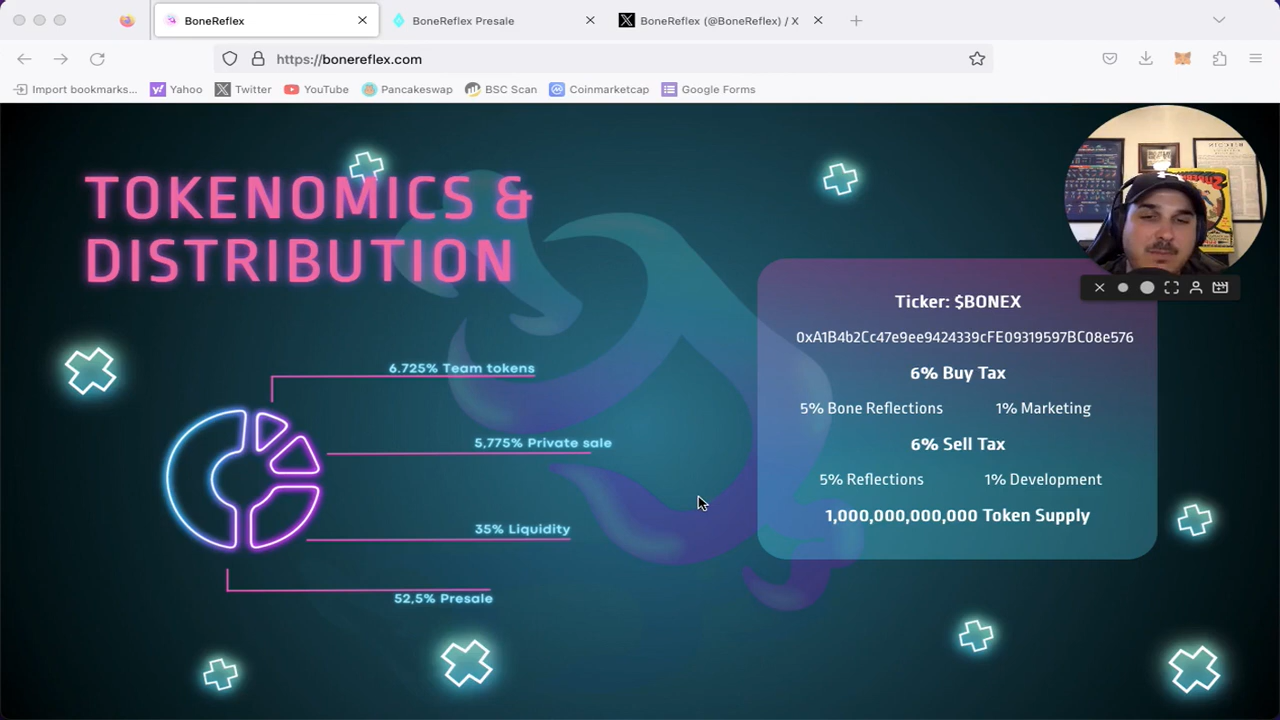 BoneReflex
BoneReflex Presale
BoneReflex (@BoneReflex) / X
https://bonereflex.com
Import bookmarks...
Yahoo
Twitter
YouTube
Pancakeswap
BSC Scan
Coinmarketcap
Google Forms
TOKENOMICS &
DISTRIBUTION
6.725% Team tokens
5,775% Private sale
35% Liquidity
52,5% Presale
Ticker: $BONEX
0xA1B4b2Cc47e9ee9424339cFE09319597BC08e576
6% Buy Tax
5% Bone Reflections 1% Marketing
6% Sell Tax
5% Reflections 1% Development
1,000,000,000,000 Token Supply